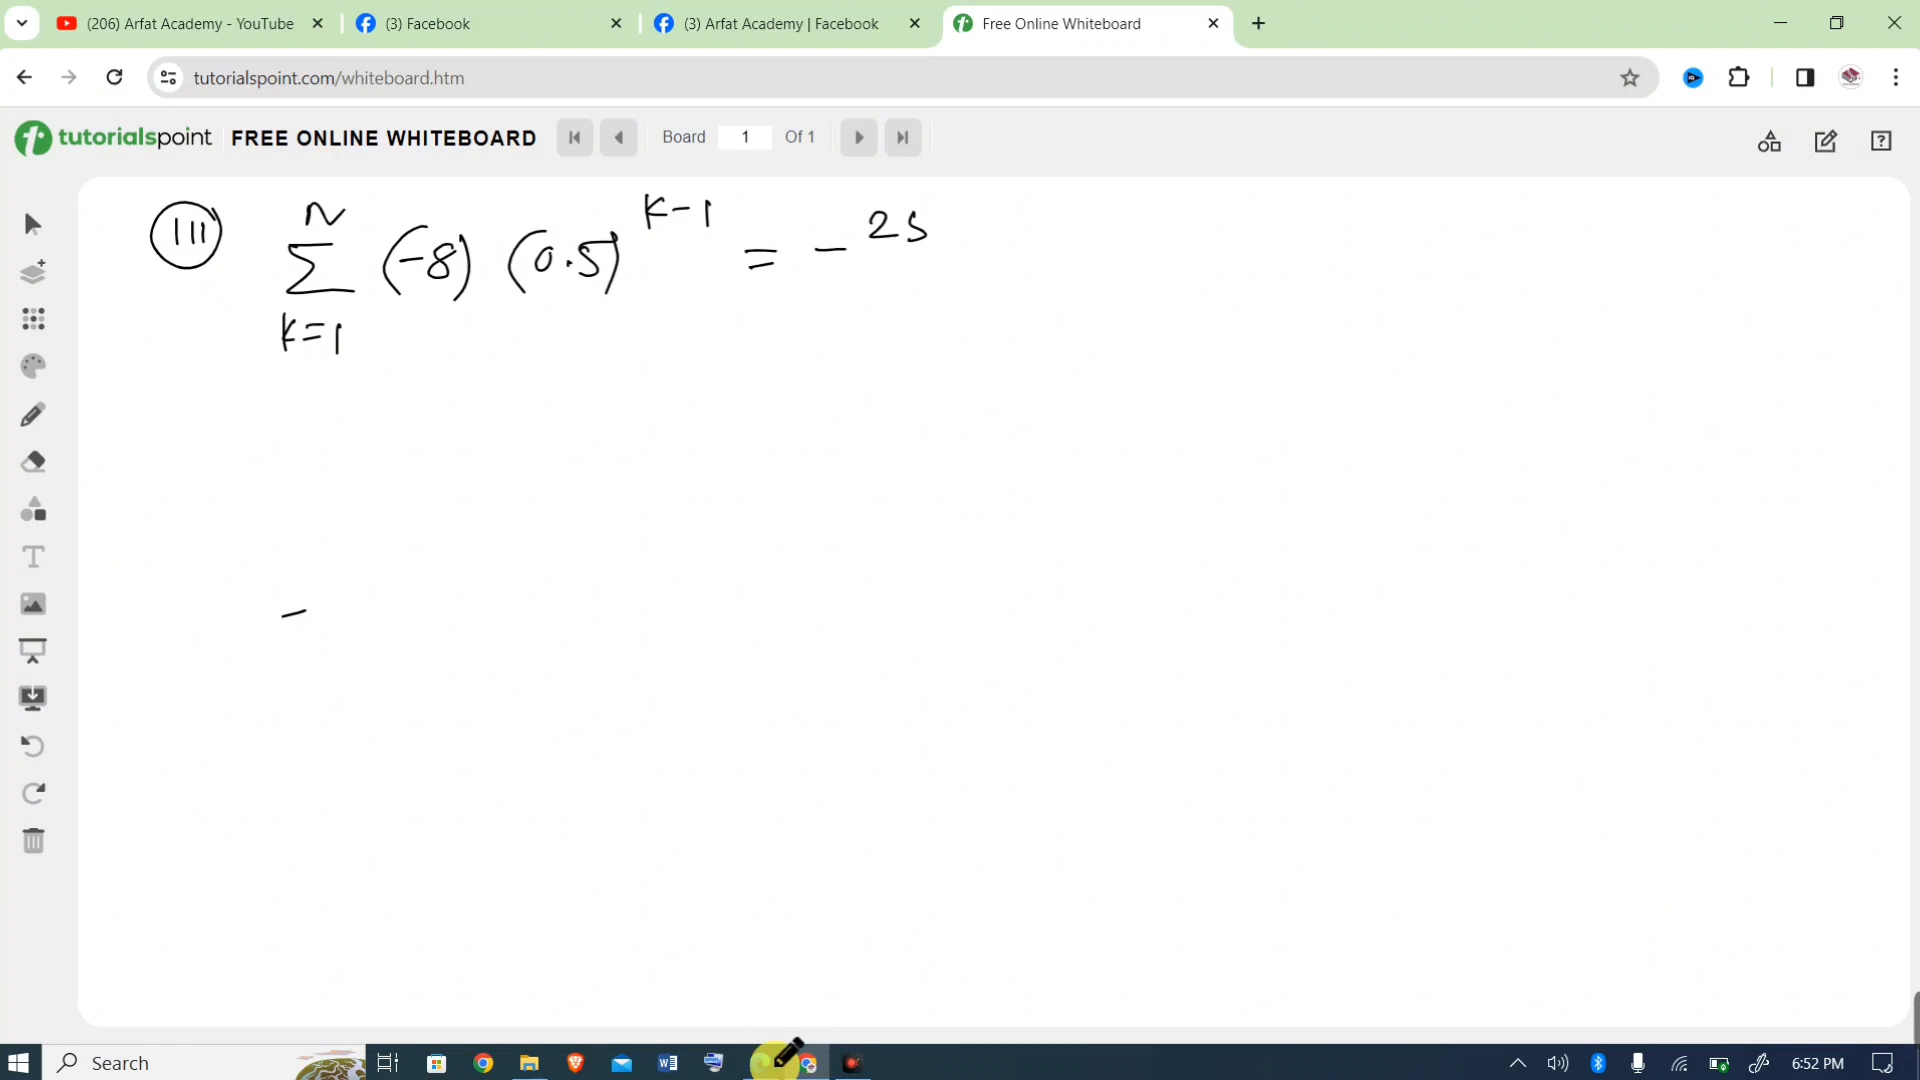 (206) Arfat Academy - YouTube
(3) Facebook
(3) Arfat Academy | Facebook
Free Online Whiteboard
tutorialspoint.com/whiteboard.htm
tutorialspoint
FREE ONLINE WHITEBOARD
Board 1 Of 1
III
N
∑ (-8) (0.5)^{k-1} = - 25
k=1
Search
6:52 PM